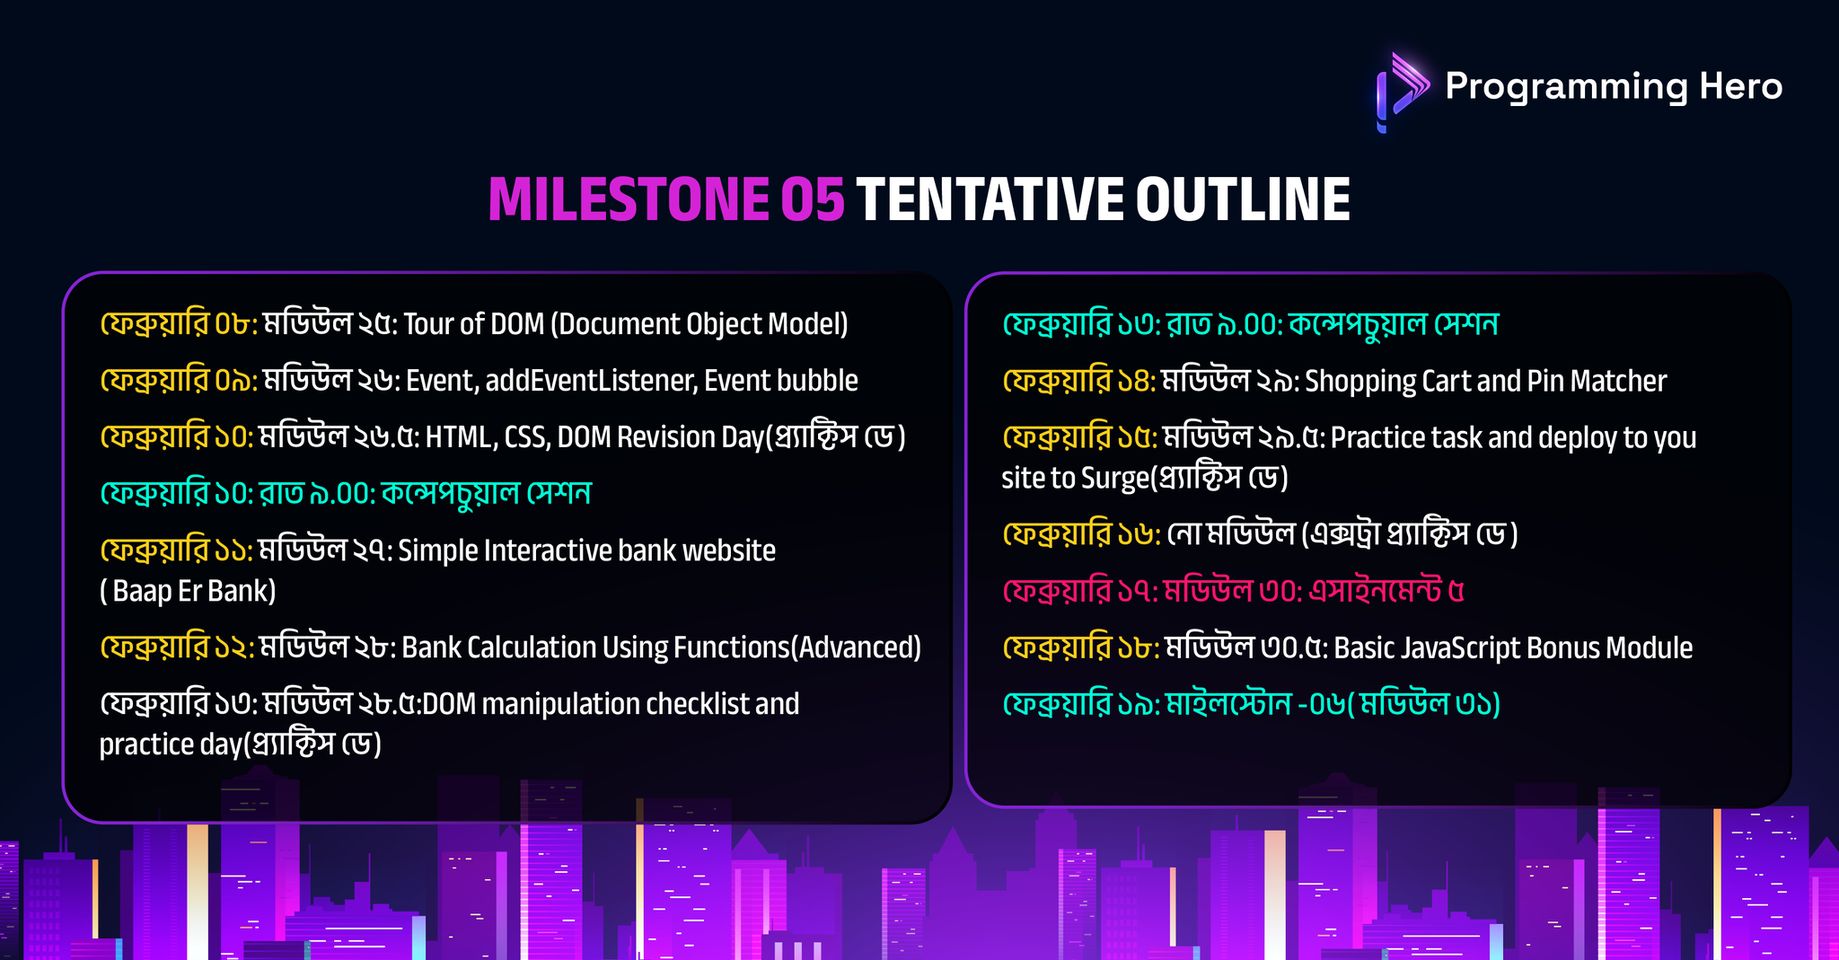 Programming Hero
MILESTONE 05 TENTATIVE OUTLINE
ফেব্রুয়ারি ০৮: মডিউল ২৫: Tour of DOM (Document Object Model)
ফেব্রুয়ারি ০৯: মডিউল ২৬: Event, addEventListener, Event bubble
ফেব্রুয়ারি ১০: মডিউল ২৬.৫: HTML, CSS, DOM Revision Day(প্র্যাক্টিস ডে )
ফেব্রুয়ারি ১০: রাত ৯.০০: কন্সেপচুয়াল সেশন
ফেব্রুয়ারি ১১: মডিউল ২৭: Simple Interactive bank website
( Baap Er Bank)
ফেব্রুয়ারি ১২: মডিউল ২৮: Bank Calculation Using Functions(Advanced)
ফেব্রুয়ারি ১৩: মডিউল ২৮.৫:DOM manipulation checklist and
practice day(প্র্যাক্টিস ডে)
ফেব্রুয়ারি ১৩: রাত ৯.০০: কন্সেপচুয়াল সেশন
ফেব্রুয়ারি ১৪: মডিউল ২৯: Shopping Cart and Pin Matcher
ফেব্রুয়ারি ১৫: মডিউল ২৯.৫: Practice task and deploy to you
site to Surge(প্র্যাক্টিস ডে)
ফেব্রুয়ারি ১৬: নো মডিউল (এক্সট্রা প্র্যাক্টিস ডে )
ফেব্রুয়ারি ১৭: মডিউল ৩০: এসাইনমেন্ট ৫
ফেব্রুয়ারি ১৮: মডিউল ৩০.৫: Basic JavaScript Bonus Module
ফেব্রুয়ারি ১৯: মাইলস্টোন -০৬( মডিউল ৩১)